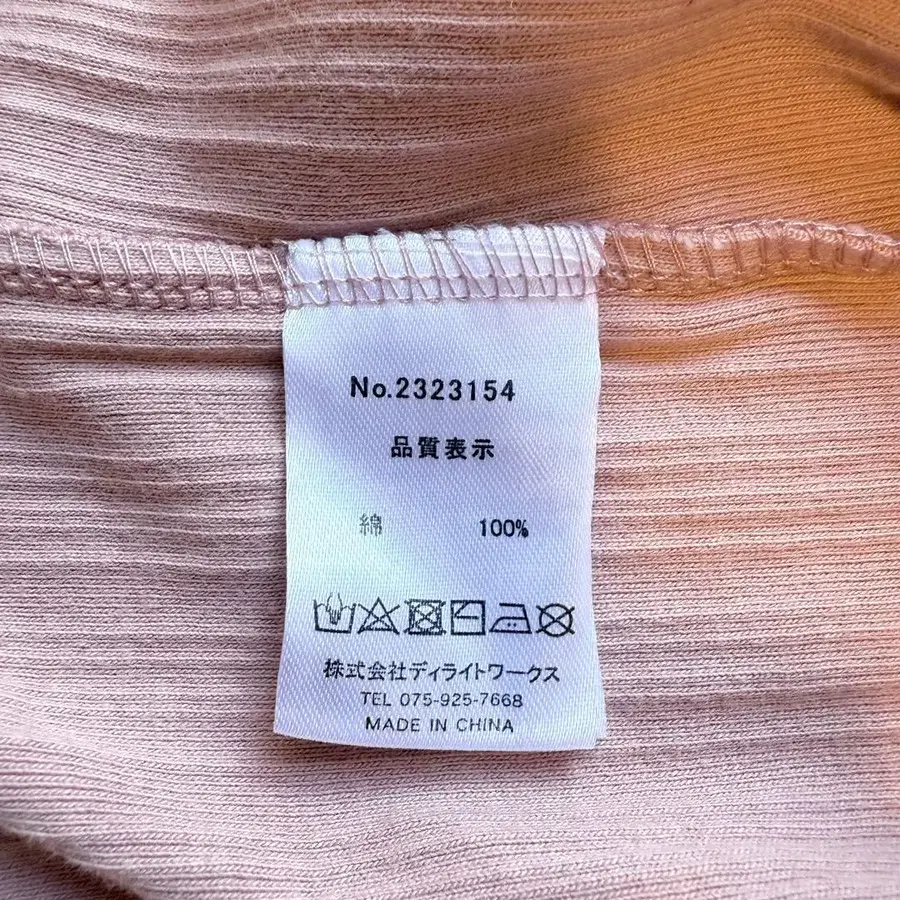 No.2323154
品質表示
綿 100%
株式会社ディライトワークス
TEL 075-925-7668
MADE IN CHINA